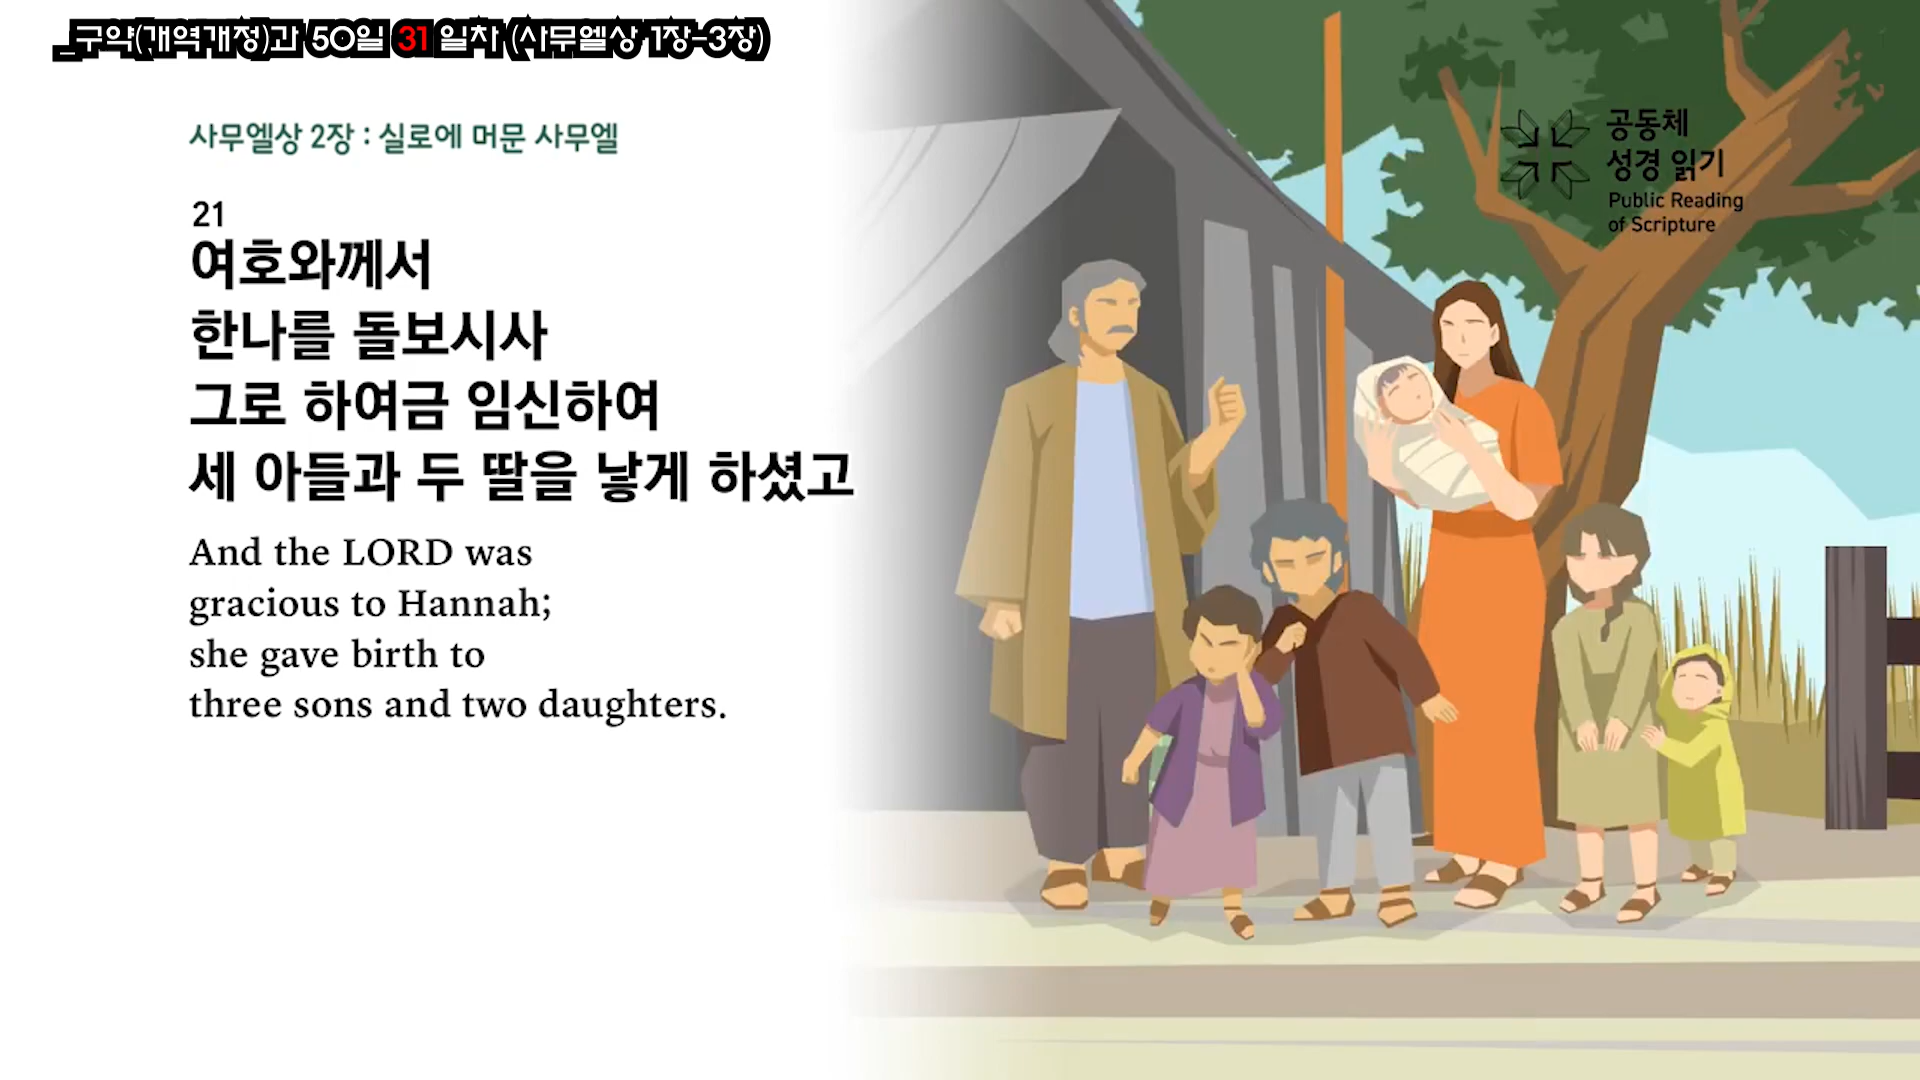 _구약(개역개정)과 50일 31 일차 (사무엘상 1장-3장)
사무엘상 2장 : 실로에 머문 사무엘
21
여호와께서
한나를 돌보시사
그로 하여금 임신하여
세 아들과 두 딸을 낳게 하셨고
And the LORD was
gracious to Hannah;
she gave birth to
three sons and two daughters.
공동체
성경 읽기
Public Reading
of Scripture